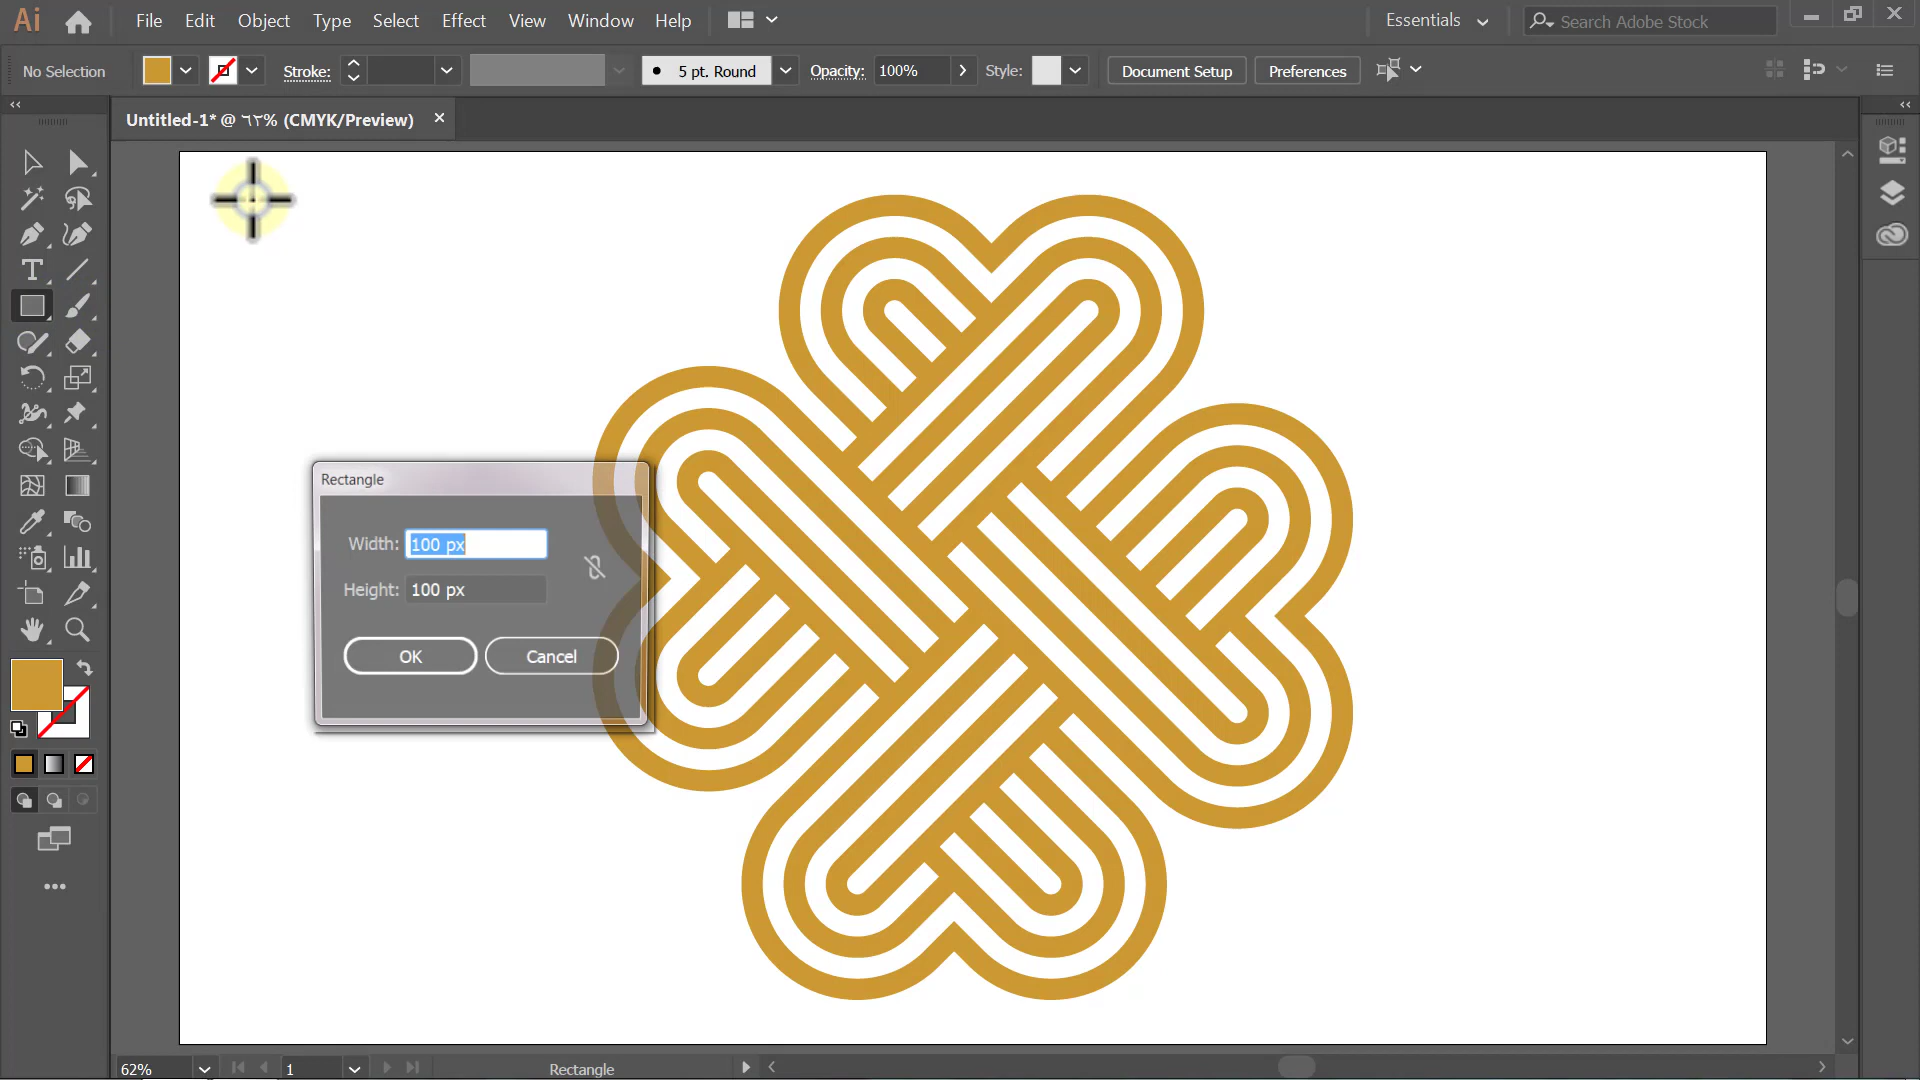 Ai File Edit Object Type Select Effect View Window Help Essentials Search Adobe Stock
No Selection Stroke: 5 pt. Round Opacity: 100% Style: Document Setup Preferences
Untitled-1* @ ٦٢% (CMYK/Preview)
Rectangle
Width: 100 px
Height: 100 px
OK Cancel
62% 1 Rectangle